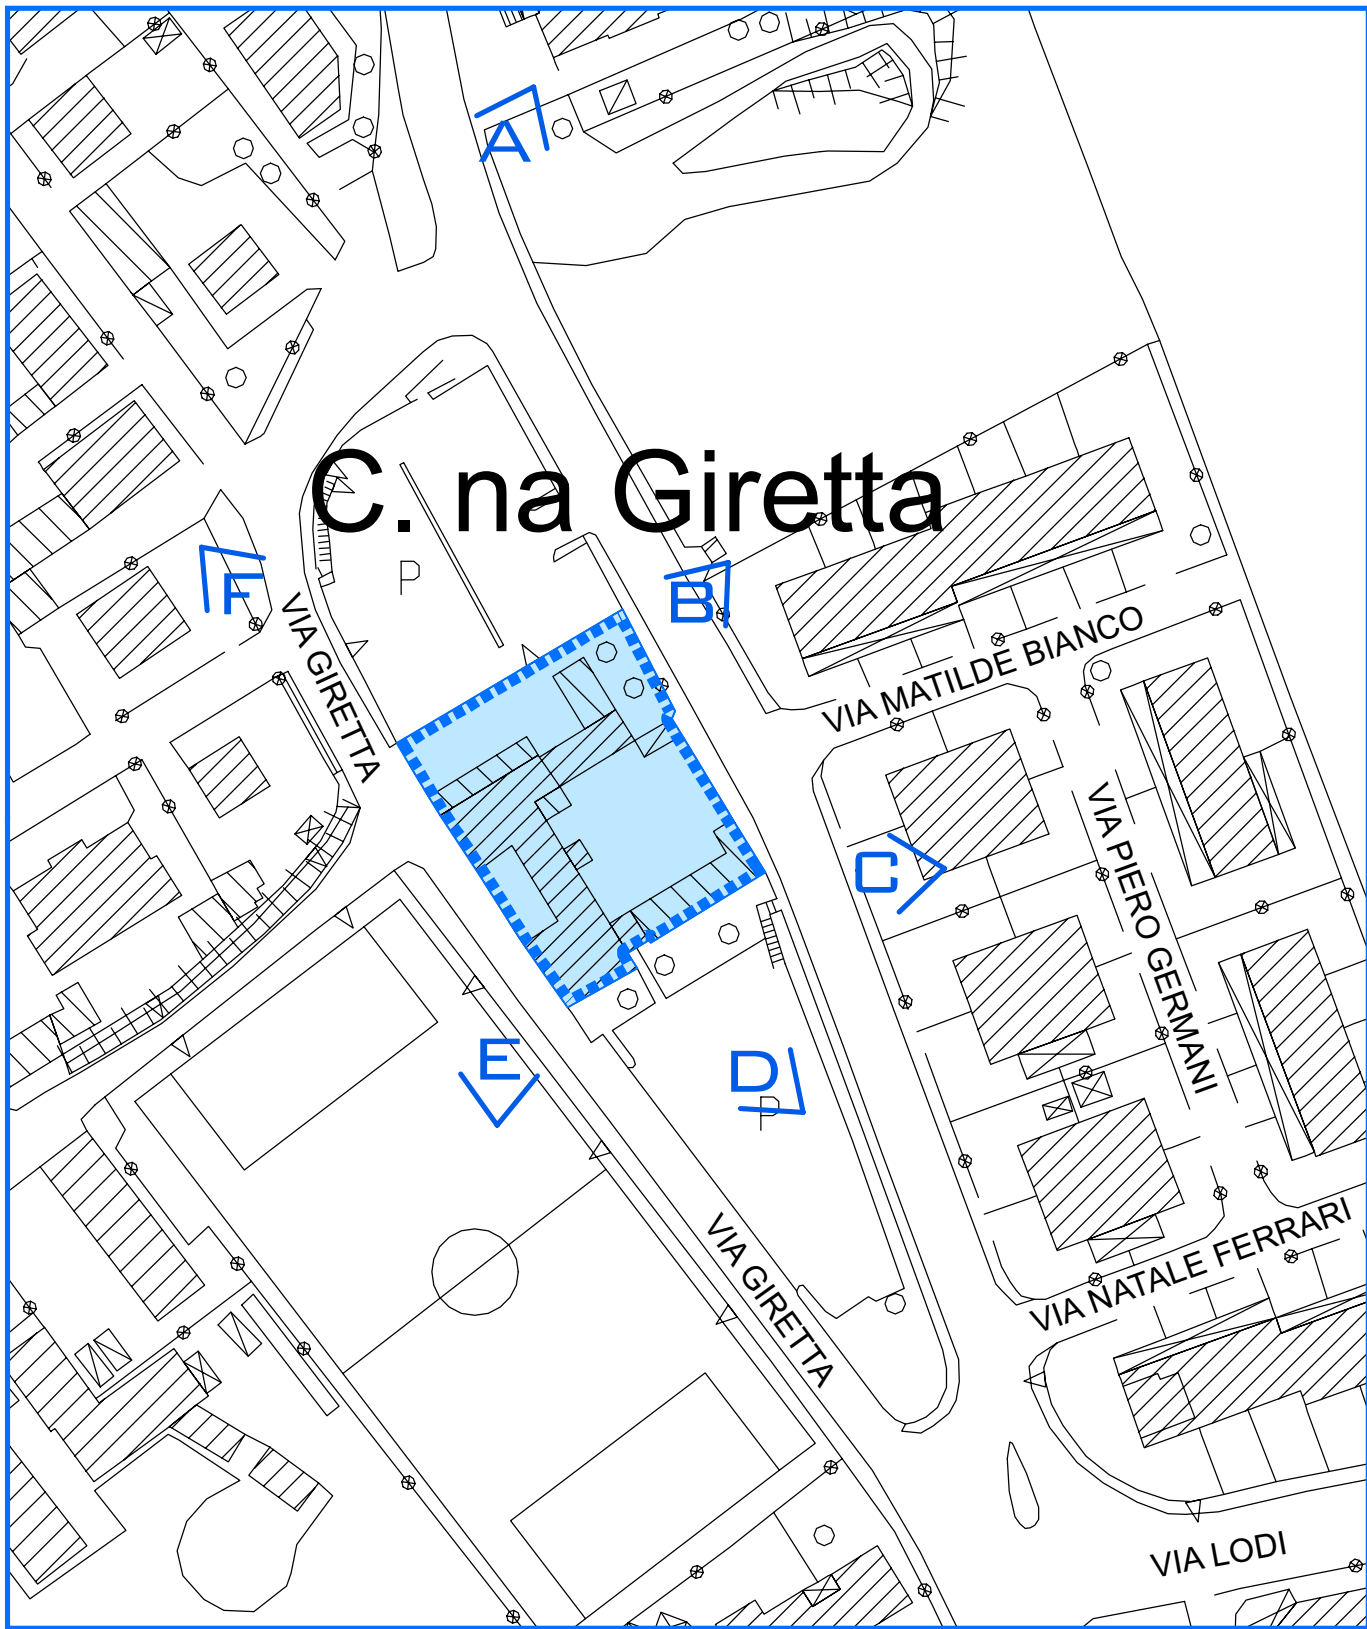 A
C. na Giretta
F
B
P
VIA GIRETTA
VIA MATILDE BIANCO
VIA PIERO GERMANI
C
E
D
P
VIA GIRETTA
VIA NATALE FERRARI
VIA LODI